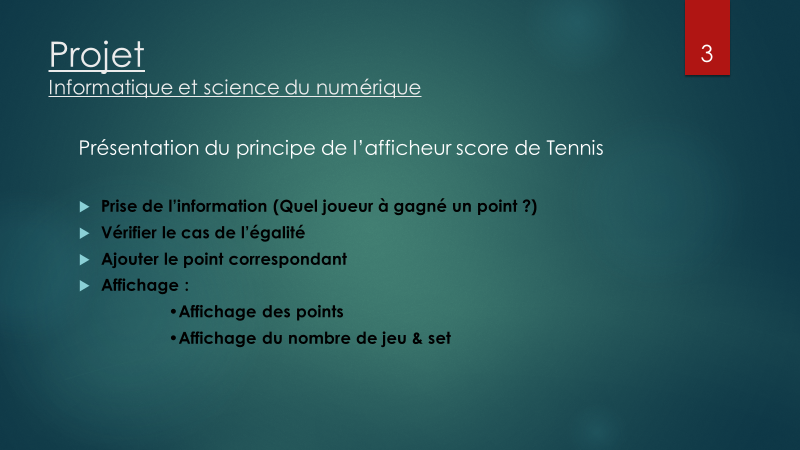 Projet
3
Informatique et science du numérique
Présentation du principe de l’afficheur score de Tennis
Prise de l’information (Quel joueur à gagné un point ?)
Vérifier le cas de l’égalité
Ajouter le point correspondant
Affichage :
•Affichage des points
•Affichage du nombre de jeu & set